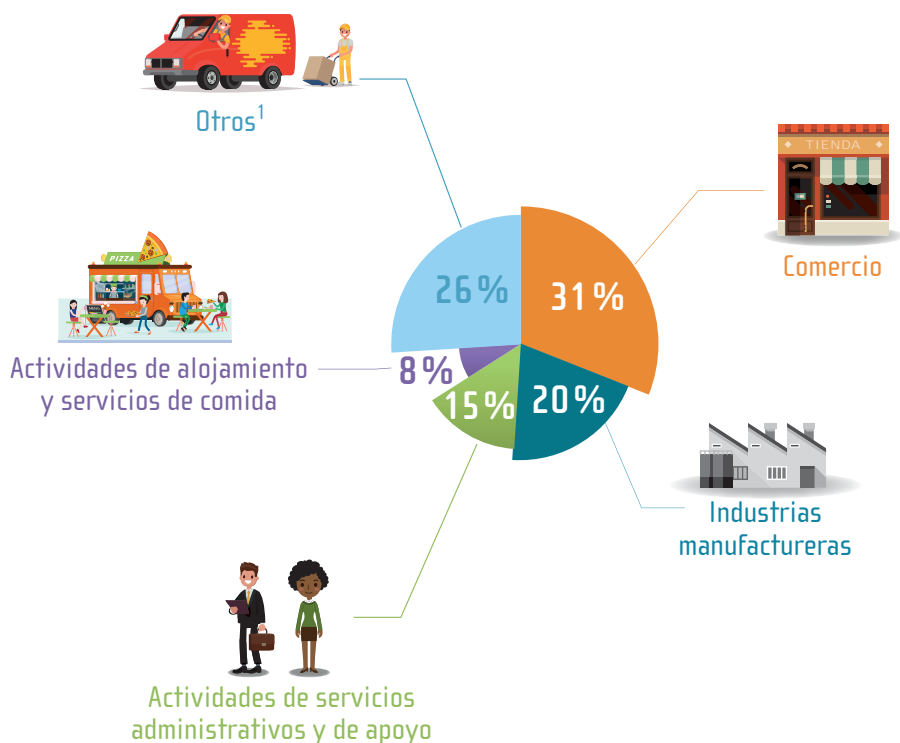 Otros¹
TIENDA
Comercio
PIZZA
26%
31%
Actividades de alojamiento
y servicios de comida
8%
15%
20%
Industrias
manufactureras
Actividades de servicios
administrativos y de apoyo